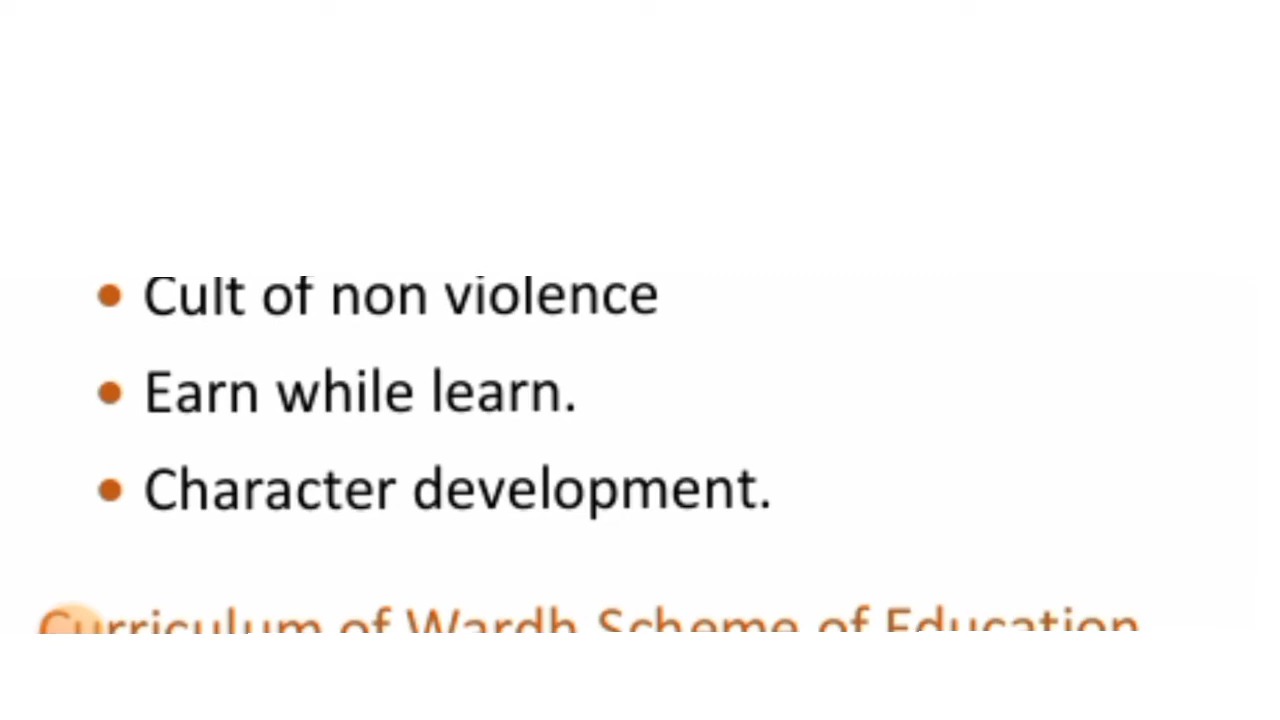 • Cult of non violence
• Earn while learn.
• Character development.
Curriculum of Wardh Scheme of Education